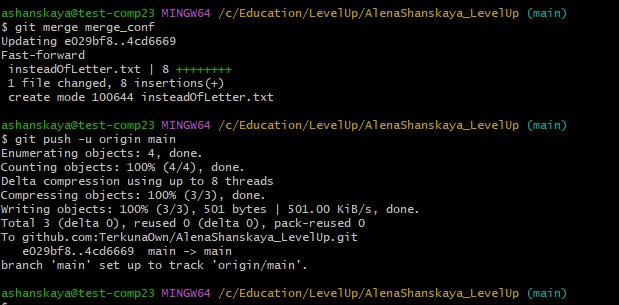 ashanskaya@test-comp23 MINGW64 /c/Education/LevelUp/AlenaShanskaya_LevelUp (main)
$ git merge merge_conf
Updating e029bf8..4cd6669
Fast-forward
 insteadOfLetter.txt | 8 ++++++++
 1 file changed, 8 insertions(+)
 create mode 100644 insteadOfLetter.txt
ashanskaya@test-comp23 MINGW64 /c/Education/LevelUp/AlenaShanskaya_LevelUp (main)
$ git push -u origin main
Enumerating objects: 4, done.
Counting objects: 100% (4/4), done.
Delta compression using up to 8 threads
Compressing objects: 100% (3/3), done.
Writing objects: 100% (3/3), 501 bytes | 501.00 KiB/s, done.
Total 3 (delta 0), reused 0 (delta 0), pack-reused 0
To github.com:TerkunaOwn/AlenaShanskaya_LevelUp.git
   e029bf8..4cd6669  main -> main
branch 'main' set up to track 'origin/main'.
ashanskaya@test-comp23 MINGW64 /c/Education/LevelUp/AlenaShanskaya_LevelUp (main)